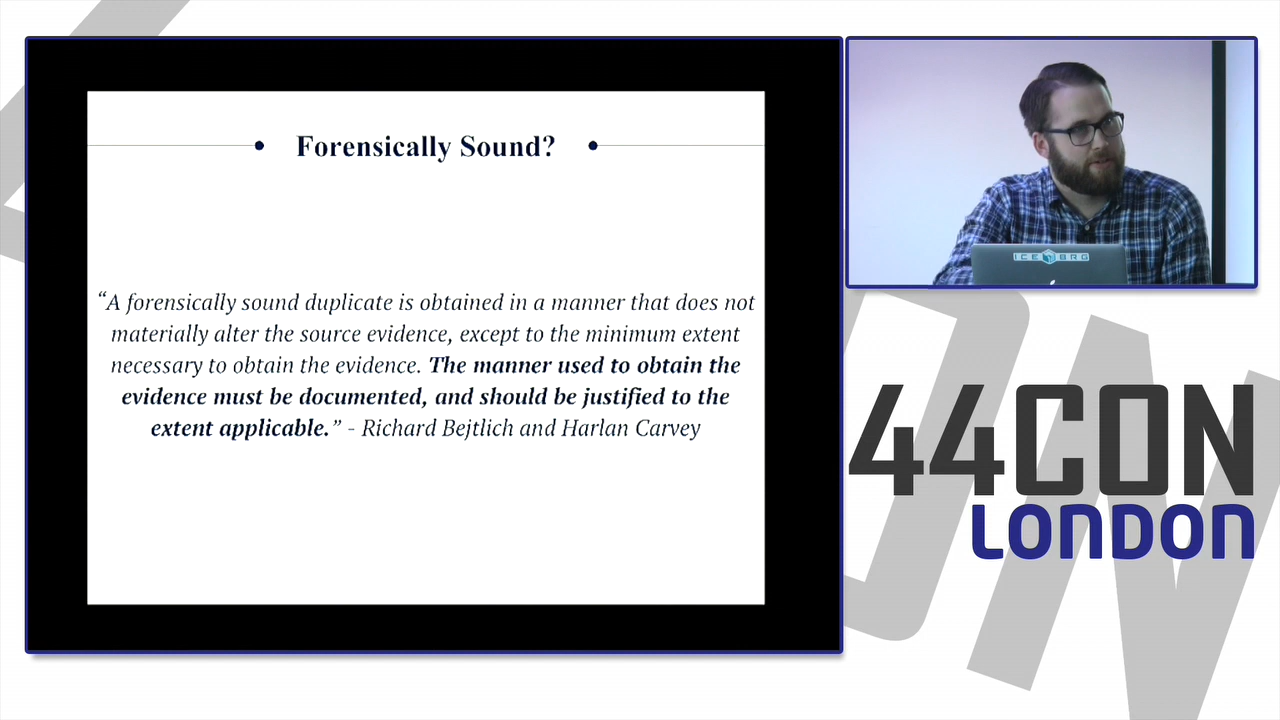 Forensically Sound?
“A forensically sound duplicate is obtained in a manner that does not
materially alter the source evidence, except to the minimum extent
necessary to obtain the evidence. The manner used to obtain the
evidence must be documented, and should be justified to the
extent applicable.” - Richard Bejtlich and Harlan Carvey
ICEBRG
44CON
LONDON